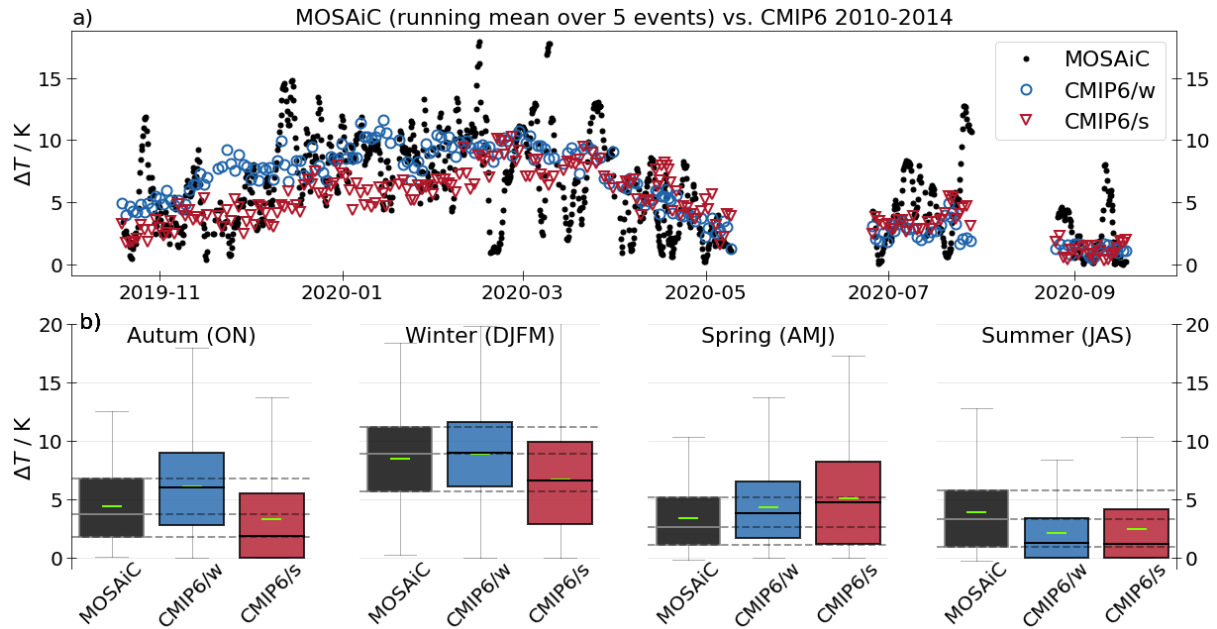 a) MOSAiC (running mean over 5 events) vs. CMIP6 2010-2014
MOSAiC
CMIP6/w
CMIP6/s
ΔT / K
15
10
5
0
15
10
5
0
2019-11 2020-01 2020-03 2020-05 2020-07 2020-09
b)
Autum (ON) Winter (DJFM) Spring (AMJ) Summer (JAS)
ΔT / K
20
15
10
5
0
20
15
10
5
0
MOSAiC CMIP6/w CMIP6/s MOSAiC CMIP6/w CMIP6/s MOSAiC CMIP6/w CMIP6/s MOSAiC CMIP6/w CMIP6/s